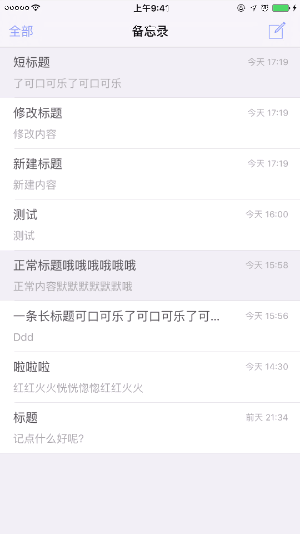 上午9:41
全部
备忘录
短标题
今天 17:19
了可口可乐了可口可乐
修改标题
今天 17:19
修改内容
新建标题
今天 17:19
新建内容
测试
今天 16:00
测试
正常标题哦哦哦哦哦哦
今天 15:58
正常内容默默默默默默哦
一条长标题可口可乐了可口可乐了可...
今天 15:56
Ddd
啦啦啦
今天 14:30
红红火火恍恍惚惚红红火火
标题
前天 21:34
记点什么好呢?